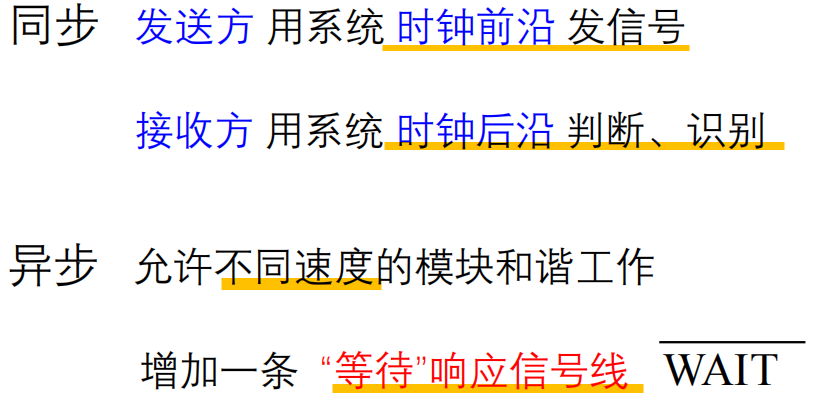 同步 发送方 用系统 时钟前沿 发信号
接收方 用系统 时钟后沿 判断、识别
异步 允许不同速度的模块和谐工作
增加一条 “等待”响应信号线 WAIT